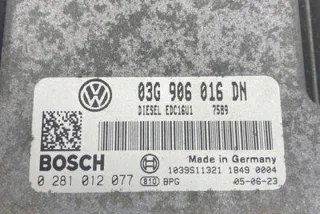 03G 906 016 DN
DIESEL EDC16U1 7589
BOSCH
Made in Germany
1039S11321 1849 0004
0 281 012 077 810 BPG 05-06-23